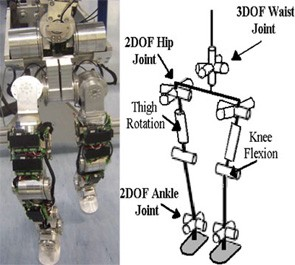 3DOF Waist
Joint
2DOF Hip
Joint
Thigh
Rotation
Knee
Flexion
2DOF Ankle
Joint